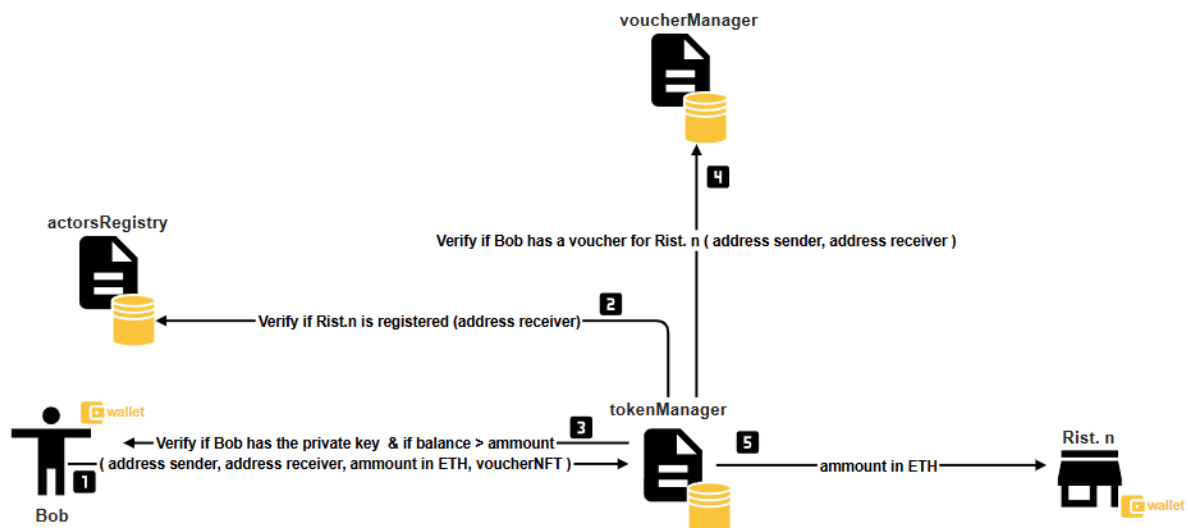 voucherManager
4
actorsRegistry
Verify if Bob has a voucher for Rist. n ( address sender, address receiver )
2
Verify if Rist.n is registered (address receiver)
wallet
tokenManager
3
Verify if Bob has the private key & if balance > ammount
5
Rist. n
1
( address sender, address receiver, ammount in ETH, voucherNFT )
ammount in ETH
wallet
Bob